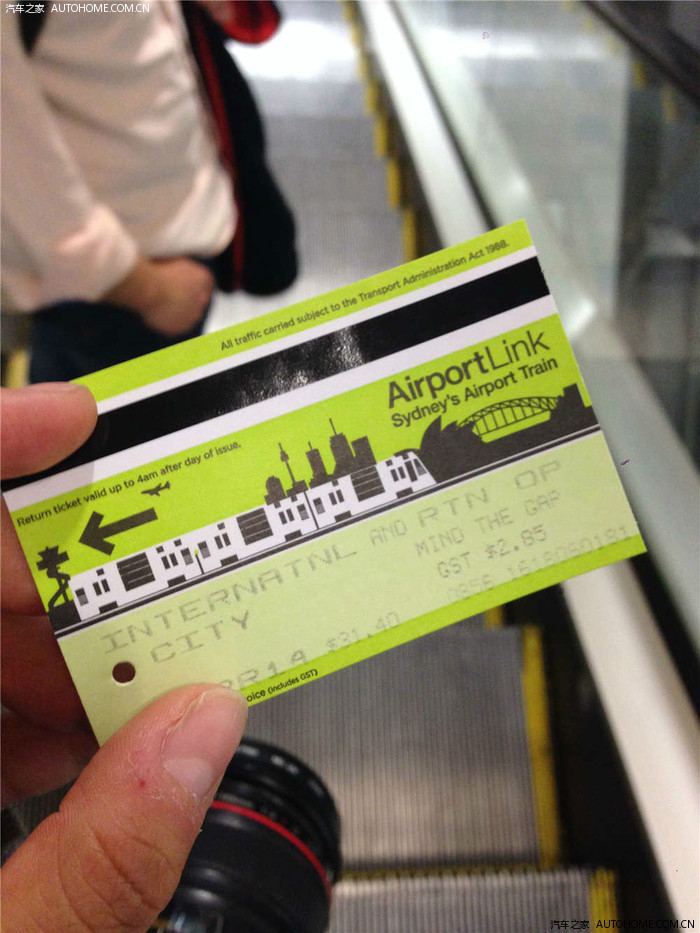 汽车之家 AUTOHOME.COM.CN
All traffic carried subject to the Transport Administration Act 1988.
AirportLink
Sydney's Airport Train
Return ticket valid up to 4am after day of issue.
INTERNATNL AND RTN OP
CITY MIND THE GAP
GST $2.85
$31.40
(includes GST)
汽车之家 AUTOHOME.COM.CN